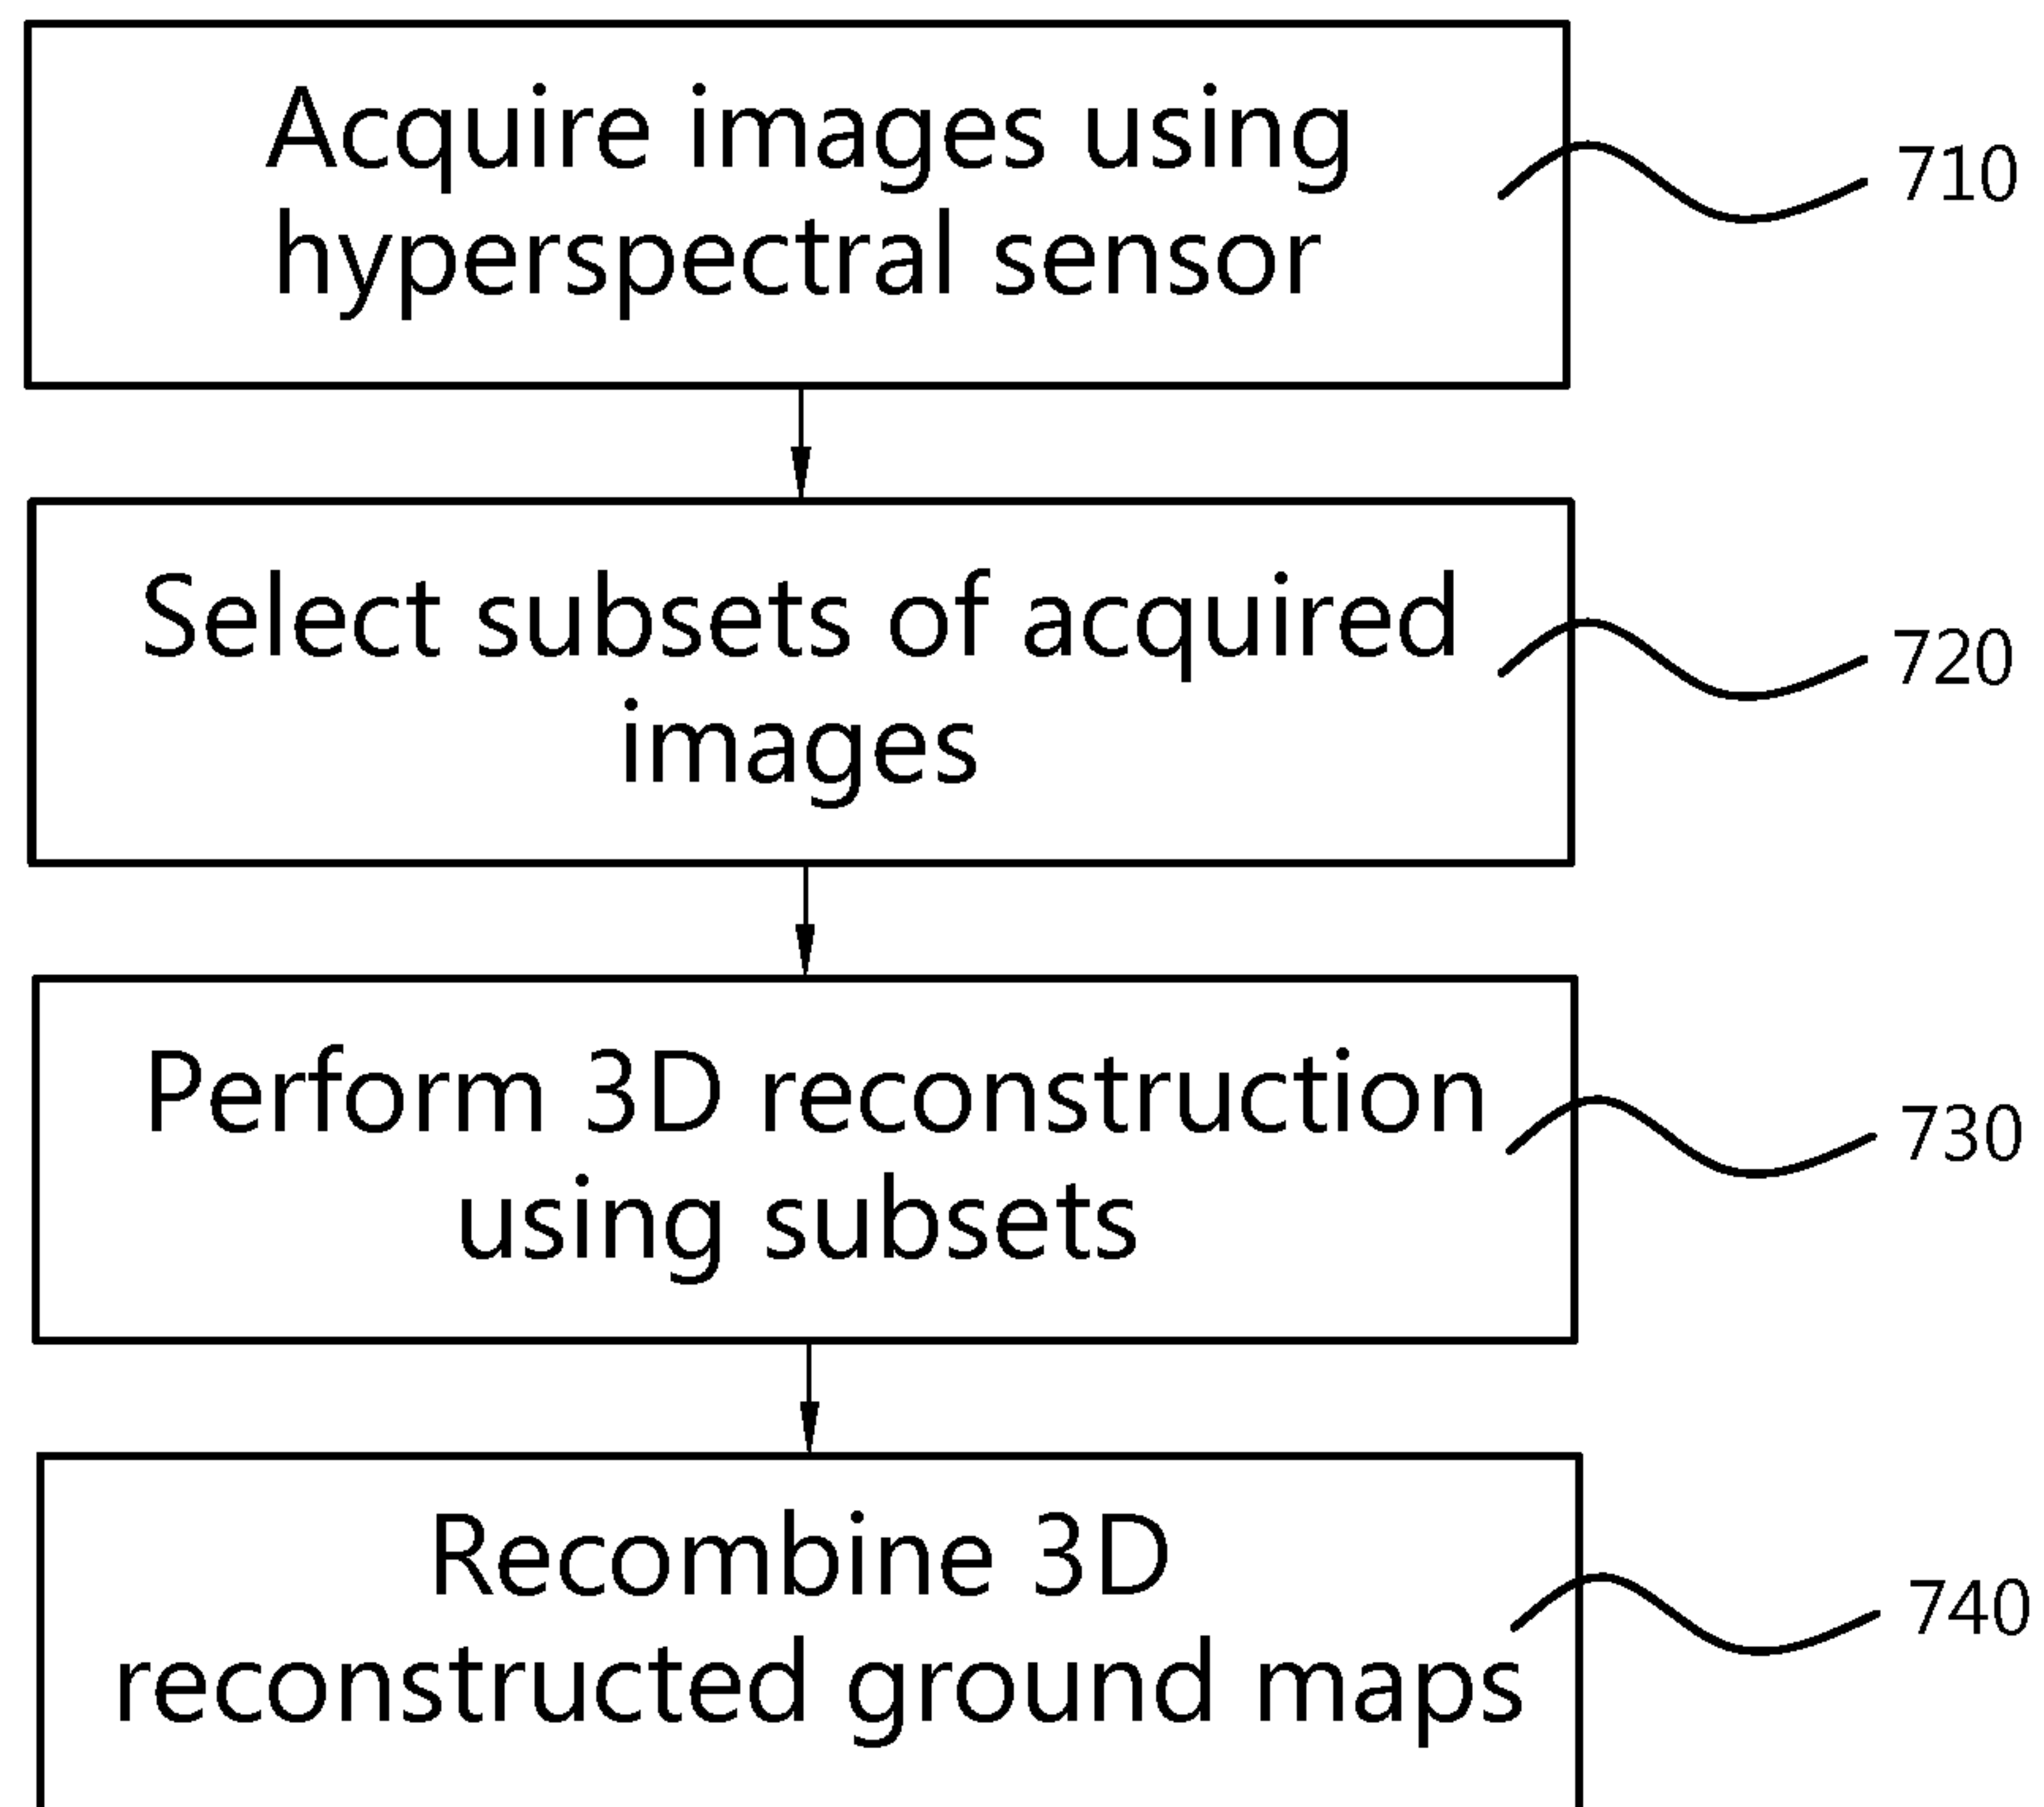 Acquire images using
hyperspectral sensor
710
Select subsets of acquired
images
720
Perform 3D reconstruction
using subsets
730
Recombine 3D
reconstructed ground maps
740